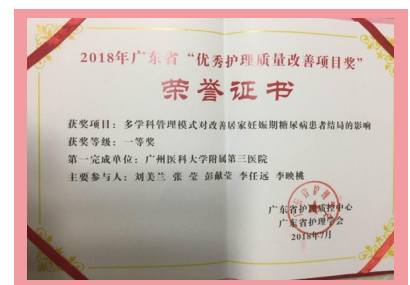 2018年广东省“优秀护理质量改善项目奖”
荣誉证书
获奖项目：多学科管理模式对改善居家妊娠期糖尿病患者结局的影响
获奖等级：一等奖
第一完成单位：广州医科大学附属第三医院
主要参与人：刘美兰 张莹 彭献莹 李任远 李映桃
广东省护理质控中心
广东省护理学会
2018年7月